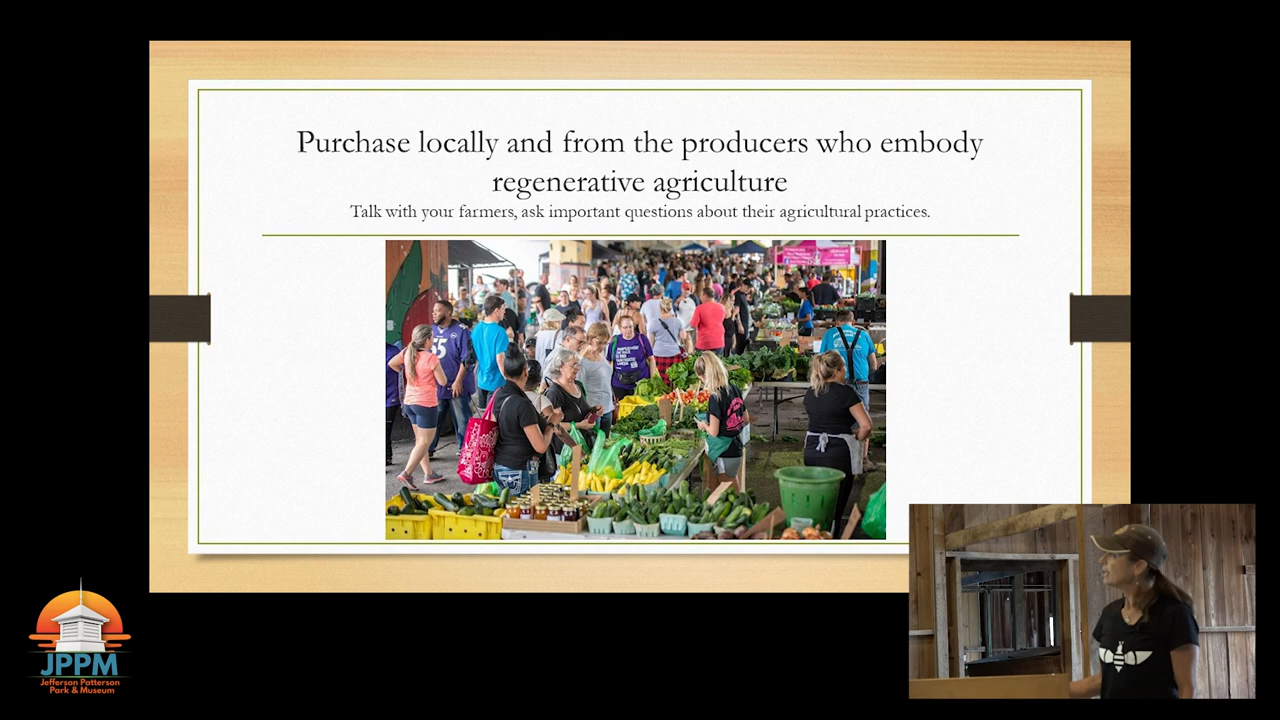 Purchase locally and from the producers who embody
regenerative agriculture
Talk with your farmers, ask important questions about their agricultural practices.
JPPM
Jefferson Patterson
Park & Museum